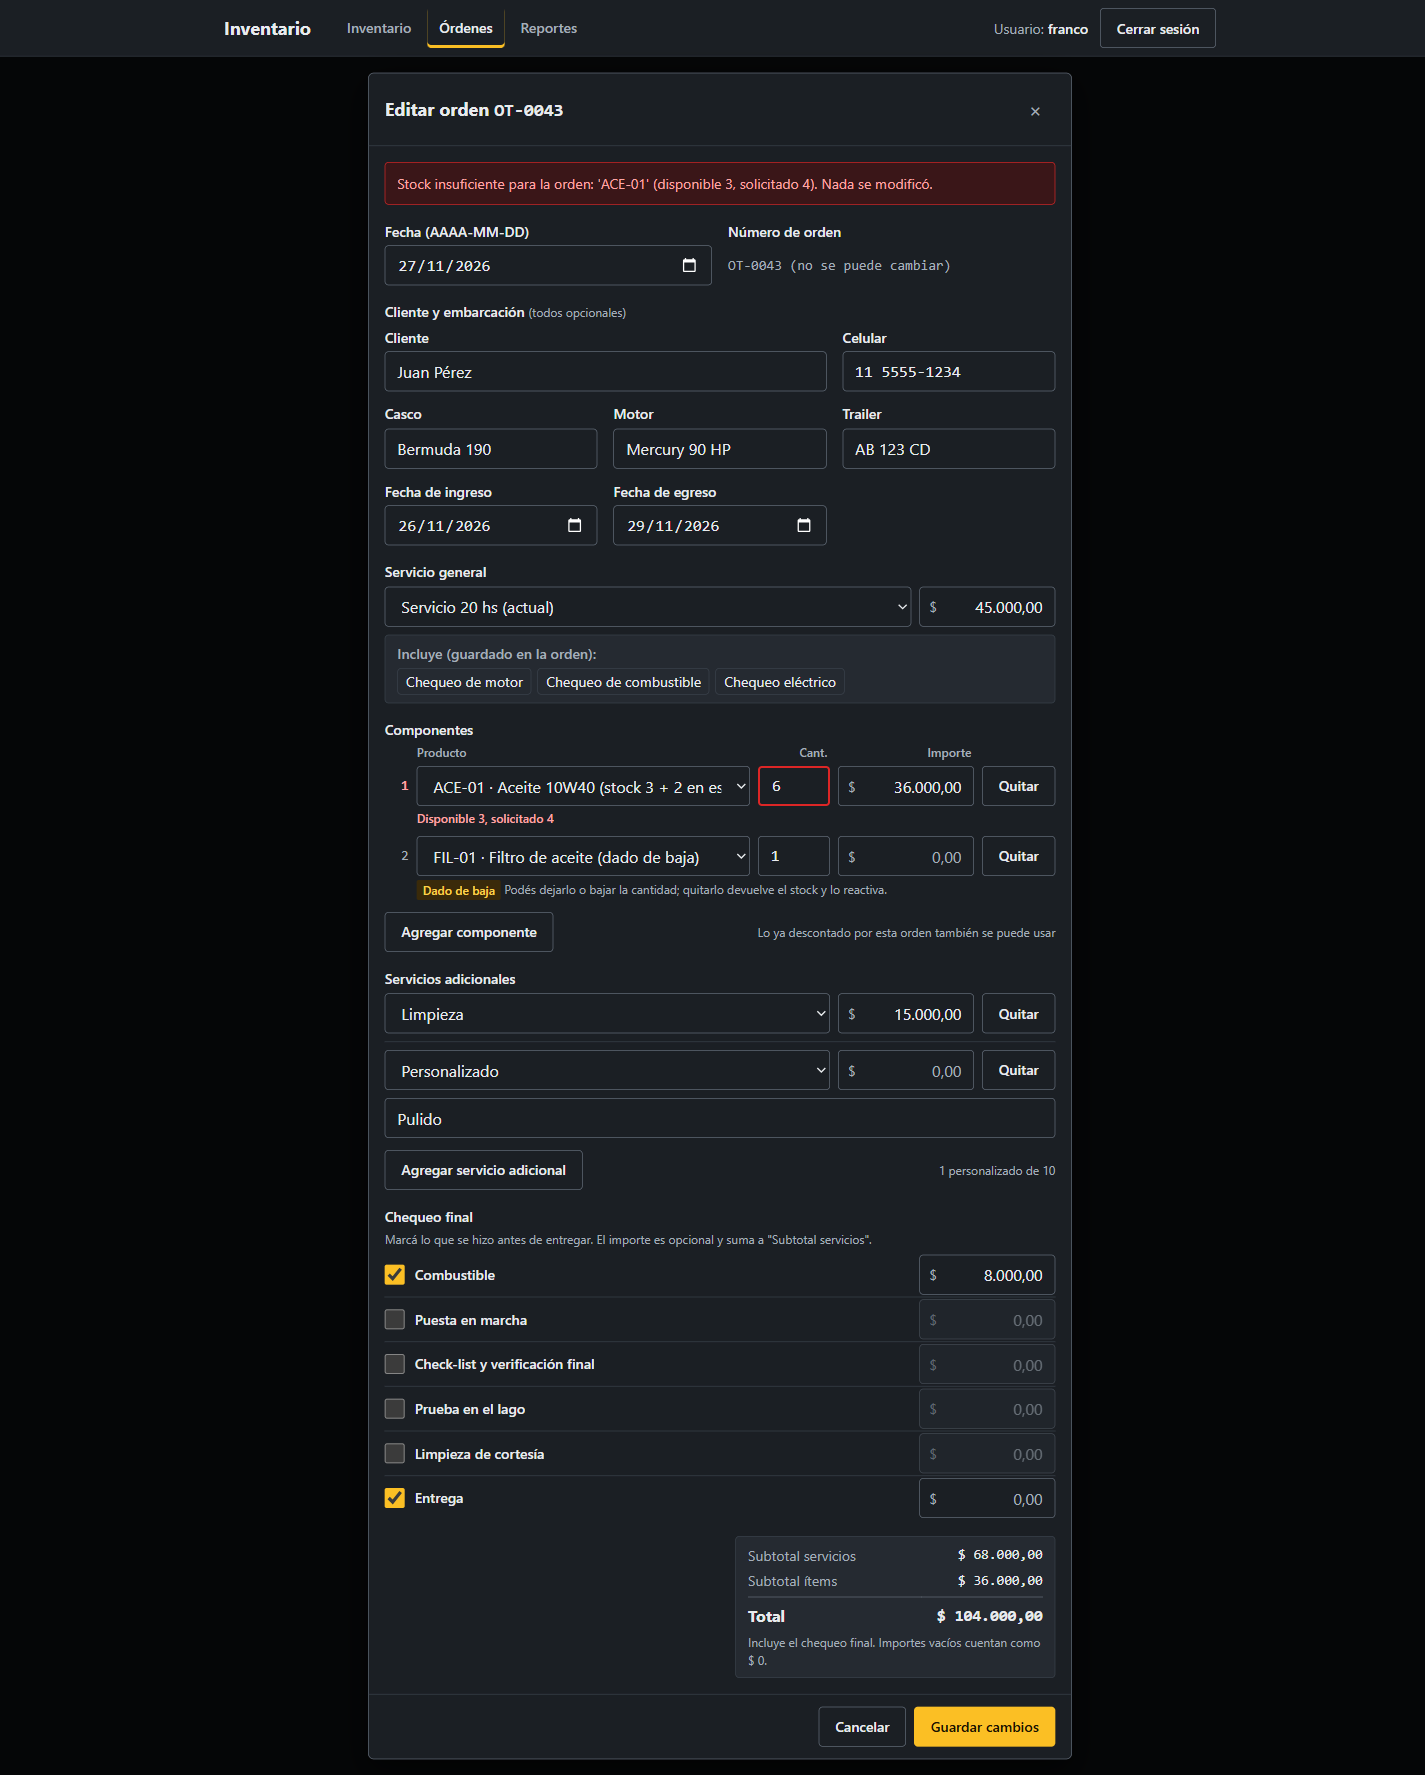 Inventario
Inventario
Órdenes
Reportes
Usuario: franco
Cerrar sesión
Editar orden OT-0043
×
Stock insuficiente para la orden: 'ACE-01' (disponible 3, solicitado 4). Nada se modificó.
Fecha (AAAA-MM-DD)
Número de orden
27/11/2026
OT-0043 (no se puede cambiar)
Cliente y embarcación (todos opcionales)
Cliente
Celular
Juan Pérez
11 5555-1234
Casco
Motor
Trailer
Bermuda 190
Mercury 90 HP
AB 123 CD
Fecha de ingreso
Fecha de egreso
26/11/2026
29/11/2026
Servicio general
Servicio 20 hs (actual)
$ 45.000,00
Incluye (guardado en la orden):
Chequeo de motor
Chequeo de combustible
Chequeo eléctrico
Componentes
Producto
Cant.
Importe
1
ACE-01 · Aceite 10W40 (stock 3 + 2 en es
6
$ 36.000,00
Quitar
Disponible 3, solicitado 4
2
FIL-01 · Filtro de aceite (dado de baja)
1
$ 0,00
Quitar
Dado de baja Podés dejarlo o bajar la cantidad; quitarlo devuelve el stock y lo reactiva.
Agregar componente
Lo ya descontado por esta orden también se puede usar
Servicios adicionales
Limpieza
$ 15.000,00
Quitar
Personalizado
$ 0,00
Quitar
Pulido
Agregar servicio adicional
1 personalizado de 10
Chequeo final
Marcá lo que se hizo antes de entregar. El importe es opcional y suma a "Subtotal servicios".
Combustible
$ 8.000,00
Puesta en marcha
$ 0,00
Check-list y verificación final
$ 0,00
Prueba en el lago
$ 0,00
Limpieza de cortesía
$ 0,00
Entrega
$ 0,00
Subtotal servicios
$ 68.000,00
Subtotal ítems
$ 36.000,00
Total
$ 104.000,00
Incluye el chequeo final. Importes vacíos cuentan como
$ 0.
Cancelar
Guardar cambios